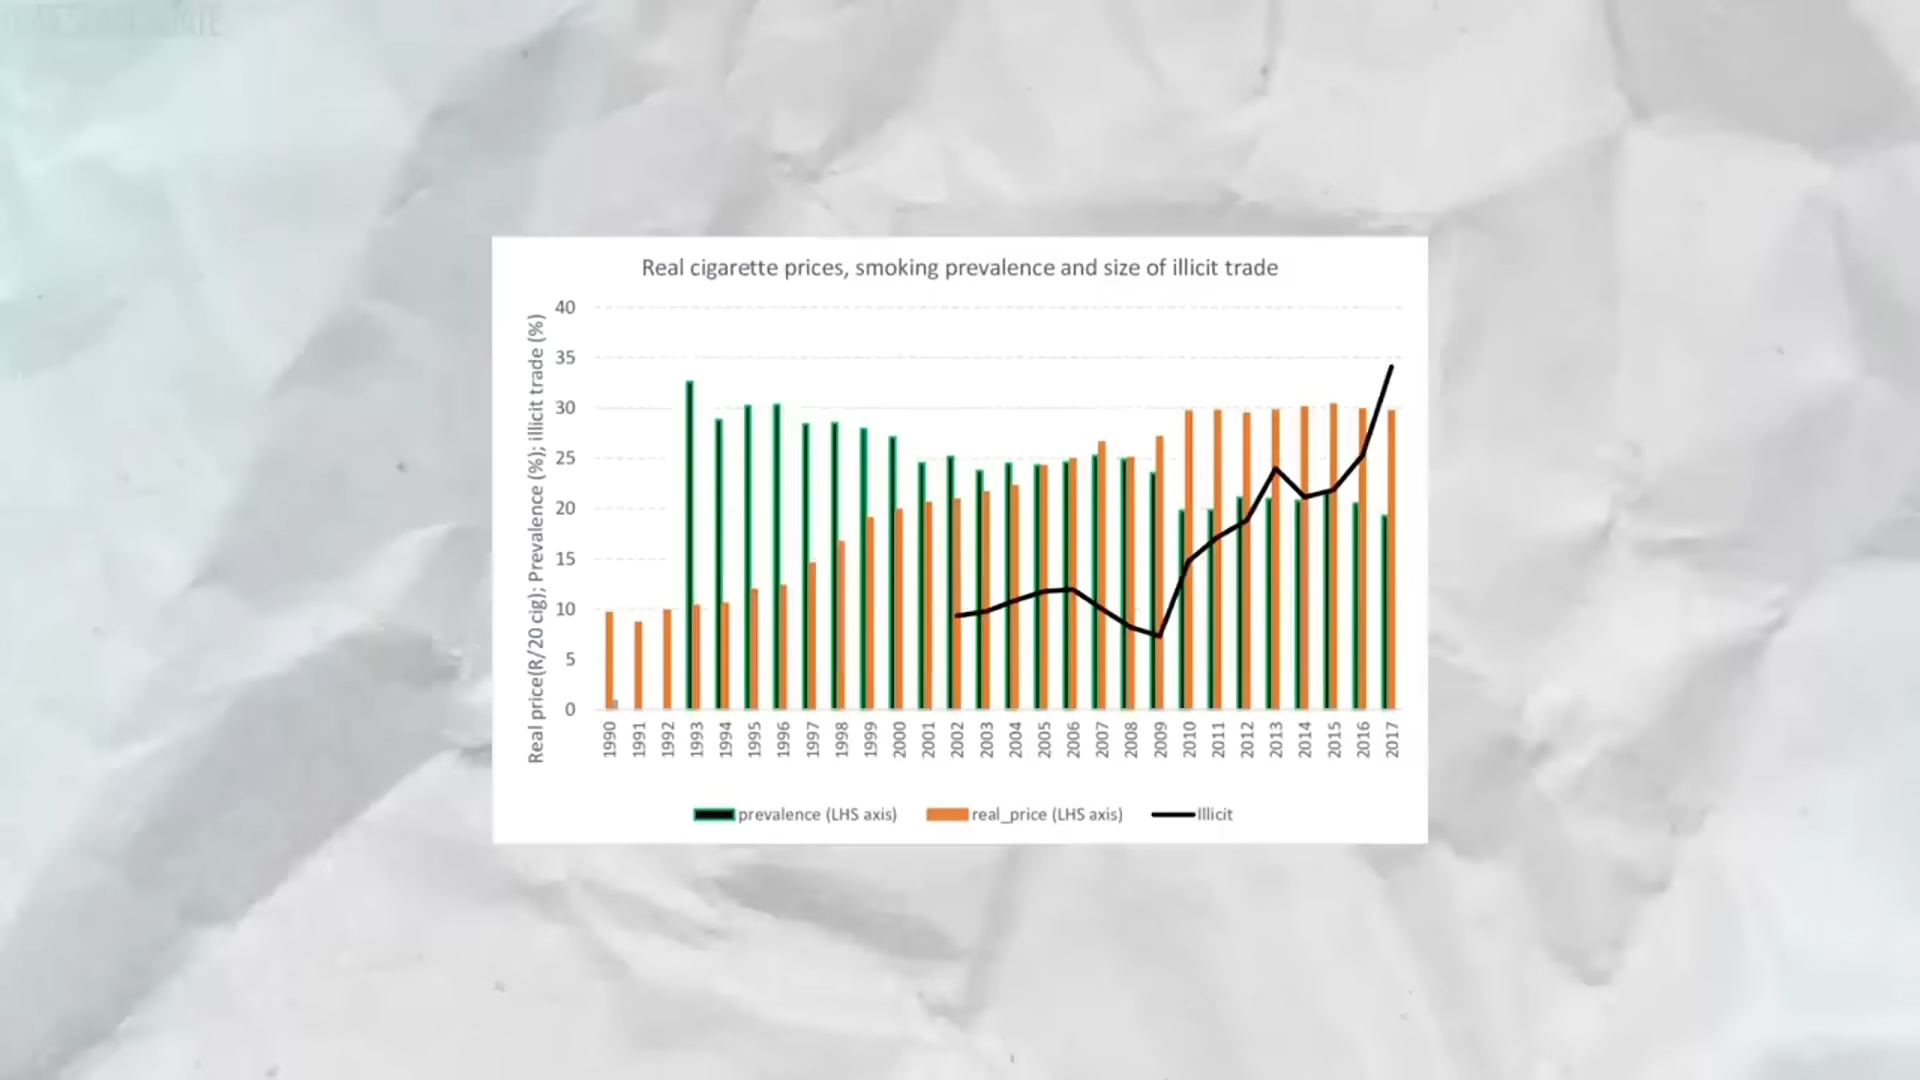 Real cigarette prices, smoking prevalence and size of illicit trade
Real price(R/20 cig); Prevalence (%); illicit trade (%)
40
35
30
25
20
15
10
5
0
1990 1991 1992 1993 1994 1995 1996 1997 1998 1999 2000 2001 2002 2003 2004 2005 2006 2007 2008 2009 2010 2011 2012 2013 2014 2015 2016 2017
prevalence (LHS axis) real_price (LHS axis) Illicit